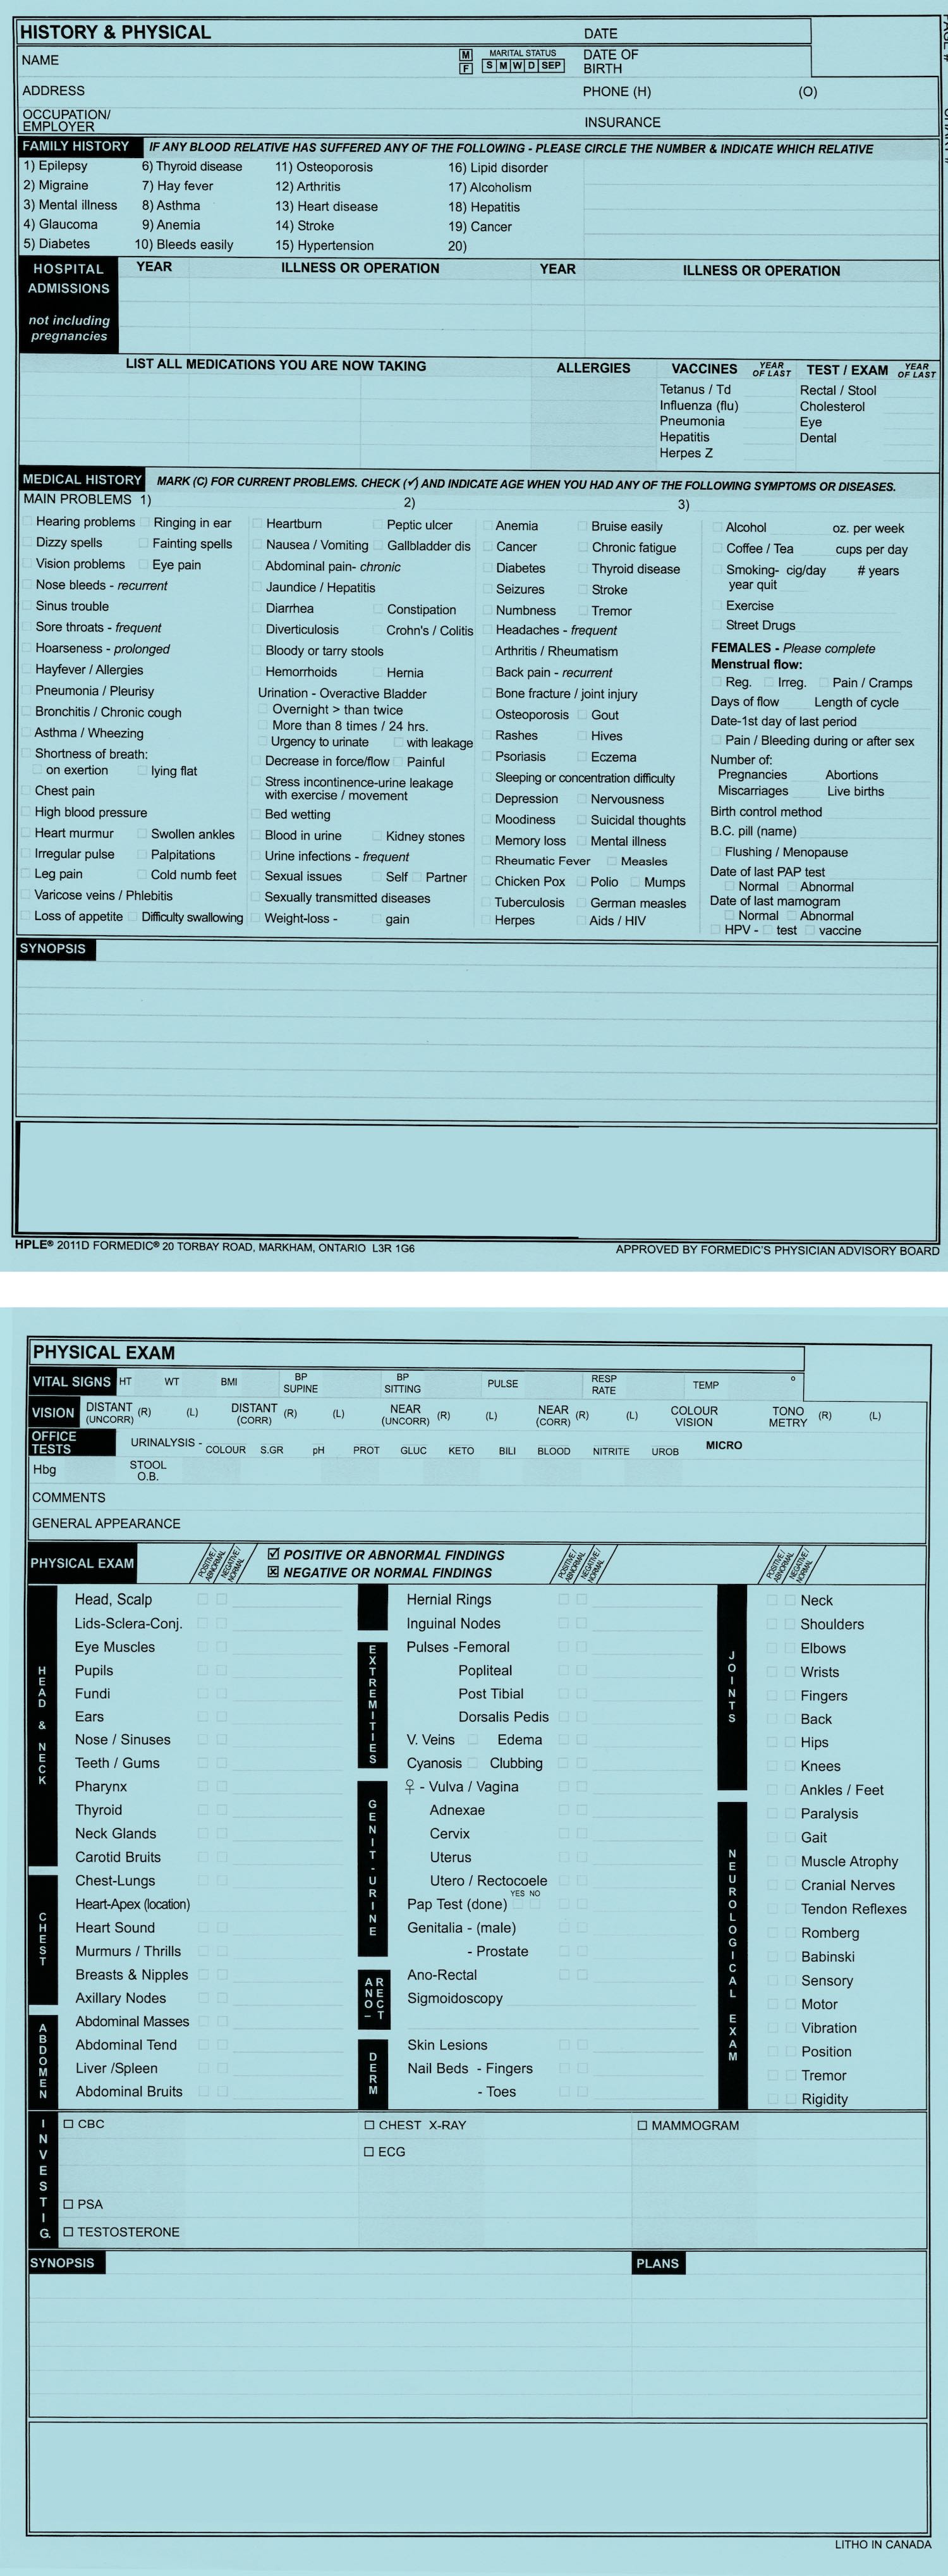 HISTORY & PHYSICAL DATE
NAME M F MARITAL STATUS S M W D SEP DATE OF BIRTH
ADDRESS PHONE (H) (O)
OCCUPATION/ EMPLOYER INSURANCE
FAMILY HISTORY IF ANY BLOOD RELATIVE HAS SUFFERED ANY OF THE FOLLOWING - PLEASE CIRCLE THE NUMBER & INDICATE WHICH RELATIVE
1) Epilepsy 6) Thyroid disease 11) Osteoporosis 16) Lipid disorder
2) Migraine 7) Hay fever 12) Arthritis 17) Alcoholism
3) Mental illness 8) Asthma 13) Heart disease 18) Hepatitis
4) Glaucoma 9) Anemia 14) Stroke 19) Cancer
5) Diabetes 10) Bleeds easily 15) Hypertension 20)
HOSPITAL ADMISSIONS YEAR ILLNESS OR OPERATION YEAR ILLNESS OR OPERATION
not including
pregnancies
LIST ALL MEDICATIONS YOU ARE NOW TAKING ALLERGIES VACCINES YEAR OF LAST TEST / EXAM YEAR OF LAST
Tetanus / Td Rectal / Stool
Influenza (flu) Cholesterol
Pneumonia Eye
Hepatitis Dental
Herpes Z
MEDICAL HISTORY MARK (C) FOR CURRENT PROBLEMS. CHECK (✓) AND INDICATE AGE WHEN YOU HAD ANY OF THE FOLLOWING SYMPTOMS OR DISEASES.
MAIN PROBLEMS 1) 2) 3)
Hearing problems Ringing in ear
Dizzy spells Fainting spells
Vision problems Eye pain
Nose bleeds - recurrent
Sinus trouble
Sore throats - frequent
Hoarseness - prolonged
Hayfever / Allergies
Pneumonia / Pleurisy
Bronchitis / Chronic cough
Asthma / Wheezing
Shortness of breath:
on exertion lying flat
Chest pain
High blood pressure
Heart murmur Swollen ankles
Irregular pulse Palpitations
Leg pain Cold numb feet
Varicose veins / Phlebitis
Loss of appetite Difficulty swallowing
Heartburn Peptic ulcer
Nausea / Vomiting Gallbladder dis
Abdominal pain- chronic
Jaundice / Hepatitis
Diarrhea Constipation
Diverticulosis Crohn's / Colitis
Bloody or tarry stools
Hemorrhoids Hernia
Urination - Overactive Bladder
Overnight > than twice
More than 8 times / 24 hrs.
Urgency to urinate with leakage
Decrease in force/flow Painful
Stress incontinence-urine leakage
with exercise / movement
Bed wetting
Blood in urine Kidney stones
Urine infections - frequent
Sexual issues Self Partner
Sexually transmitted diseases
Weight-loss - gain
Anemia Bruise easily
Cancer Chronic fatigue
Diabetes Thyroid disease
Seizures Stroke
Numbness Tremor
Headaches - frequent
Arthritis / Rheumatism
Back pain - recurrent
Bone fracture / joint injury
Osteoporosis Gout
Rashes Hives
Psoriasis Eczema
Sleeping or concentration difficulty
Depression Nervousness
Moodiness Suicidal thoughts
Memory loss Mental illness
Rheumatic Fever Measles
Chicken Pox Polio Mumps
Tuberculosis German measles
Herpes Aids / HIV
Alcohol oz. per week
Coffee / Tea cups per day
Smoking- cig/day # years
year quit
Exercise
Street Drugs
FEMALES - Please complete
Menstrual flow:
Reg. Irreg. Pain / Cramps
Days of flow Length of cycle
Date-1st day of last period
Pain / Bleeding during or after sex
Number of:
Pregnancies Abortions
Miscarriages Live births
Birth control method
B.C. pill (name)
Flushing / Menopause
Date of last PAP test
Normal Abnormal
Date of last mamogram
Normal Abnormal
HPV - test vaccine
SYNOPSIS
HPLE® 2011D FORMEDIC® 20 TORBAY ROAD, MARKHAM, ONTARIO L3R 1G6 APPROVED BY FORMEDIC'S PHYSICIAN ADVISORY BOARD
PHYSICAL EXAM
VITAL SIGNS HT WT BMI BP SUPINE BP SITTING PULSE RESP RATE TEMP °
VISION DISTANT (UNCORR) (R) (L) DISTANT (CORR) (R) (L) NEAR (UNCORR) (R) (L) NEAR (CORR) (R) (L) COLOUR VISION TONO METRY (R) (L)
OFFICE TESTS URINALYSIS - COLOUR S.GR pH PROT GLUC KETO BILI BLOOD NITRITE UROB MICRO
Hbg STOOL O.B.
COMMENTS
GENERAL APPEARANCE
PHYSICAL EXAM POSITIVE / ABNORMAL NEGATIVE / NORMAL ☑ POSITIVE OR ABNORMAL FINDINGS POSITIVE / ABNORMAL NEGATIVE / NORMAL POSITIVE / ABNORMAL NEGATIVE / NORMAL
☒ NEGATIVE OR NORMAL FINDINGS
HEAD & NECK
Head, Scalp
Lids-Sclera-Conj.
Eye Muscles
Pupils
Fundi
Ears
Nose / Sinuses
Teeth / Gums
Pharynx
Thyroid
Neck Glands
Carotid Bruits
CHEST
Chest-Lungs
Heart-Apex (location)
Heart Sound
Murmurs / Thrills
Breasts & Nipples
Axillary Nodes
ABDOMEN
Abdominal Masses
Abdominal Tend
Liver /Spleen
Abdominal Bruits
Hernial Rings
Inguinal Nodes
EXTREMITIES
Pulses -Femoral
Popliteal
Post Tibial
Dorsalis Pedis
V. Veins Edema
Cyanosis Clubbing
GENIT-URINE
♀ - Vulva / Vagina
Adnexae
Cervix
Uterus
Utero / Rectocoele
Pap Test (done) YES NO
Genitalia - (male)
- Prostate
ANO-RECT
Ano-Rectal
Sigmoidoscopy
DERM
Skin Lesions
Nail Beds - Fingers
- Toes
JOINTS
Neck
Shoulders
Elbows
Wrists
Fingers
Back
Hips
Knees
Ankles / Feet
NEUROLOGICAL EXAM
Paralysis
Gait
Muscle Atrophy
Cranial Nerves
Tendon Reflexes
Romberg
Babinski
Sensory
Motor
Vibration
Position
Tremor
Rigidity
INVESTIG.
CBC CHEST X-RAY MAMMOGRAM
ECG
PSA
TESTOSTERONE
SYNOPSIS PLANS
LITHO IN CANADA